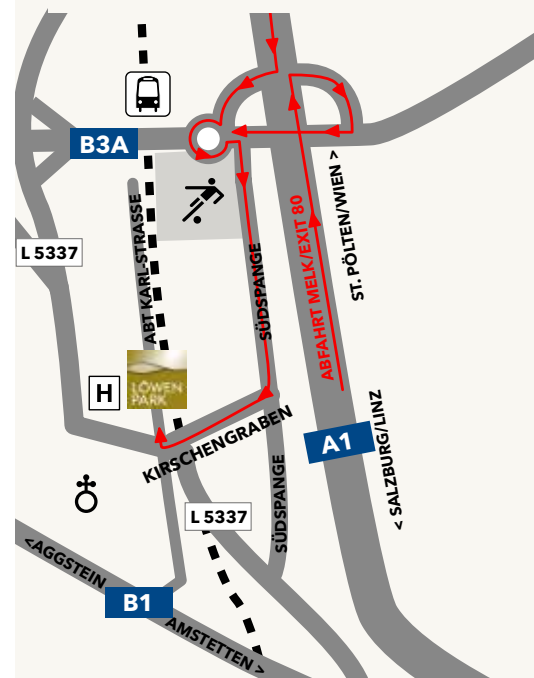 B3A
ST. PÖLTEN/WIEN >
ABT KARL-STRASSE
L 5337
SÜDSPANGE
ABFAHRT MELK/EXIT 80
LÖWEN
PARK
H
KIRSCHENGRABEN
A1
< SALZBURG/LINZ
SÜDSPANGE
L 5337
<AGGSTEIN
B1
AMSTETTEN >